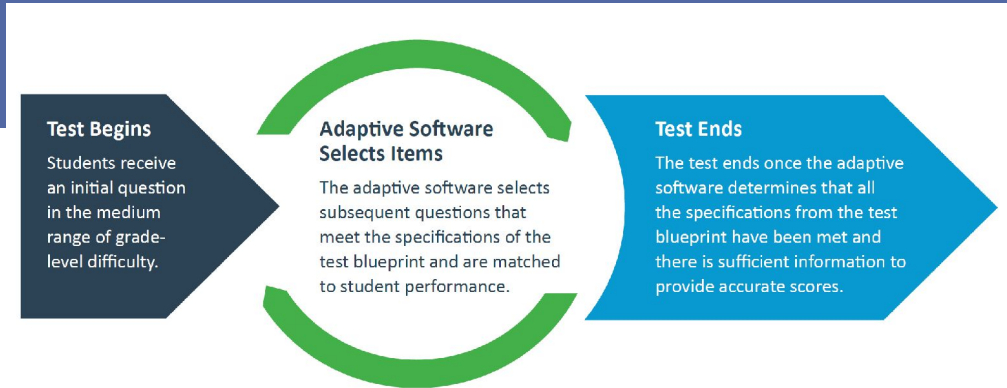 Test Begins
Students receive
an initial question
in the medium
range of grade-
level difficulty.
Adaptive Software
Selects Items
The adaptive software selects
subsequent questions that
meet the specifications of the
test blueprint and are matched
to student performance.
Test Ends
The test ends once the adaptive
software determines that all
the specifications from the test
blueprint have been met and
there is sufficient information to
provide accurate scores.